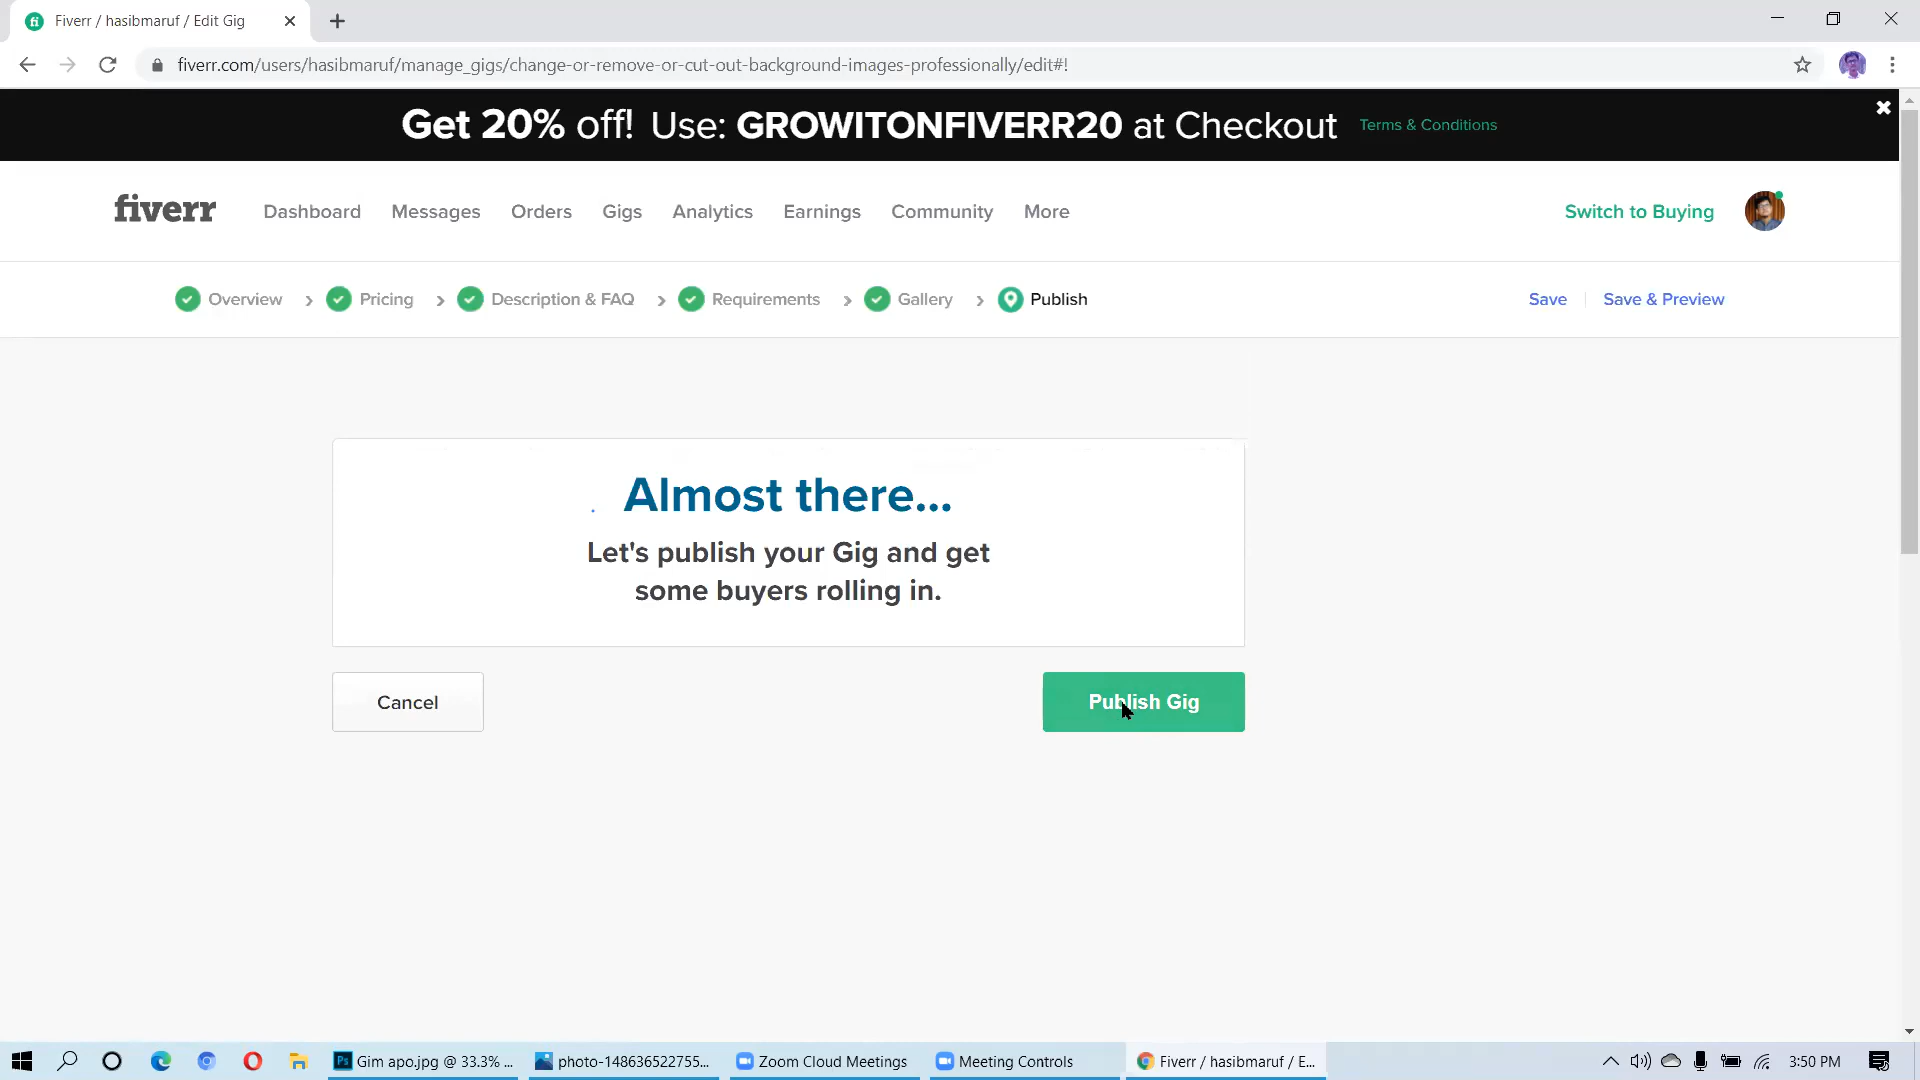 Fiverr / hasibmaruf / Edit Gig
fiverr.com/users/hasibmaruf/manage_gigs/change-or-remove-or-cut-out-background-images-professionally/edit#!
Get 20% off! Use: GROWITONFIVERR20 at Checkout Terms & Conditions
fiverr Dashboard Messages Orders Gigs Analytics Earnings Community More Switch to Buying
Overview Pricing Description & FAQ Requirements Gallery Publish Save Save & Preview
Almost there...
Let's publish your Gig and get
some buyers rolling in.
Cancel Publish Gig
Ps Gim apo.jpg @ 33.3% ... photo-148636522755... Zoom Cloud Meetings Meeting Controls Fiverr / hasibmaruf / E... 3:50 PM